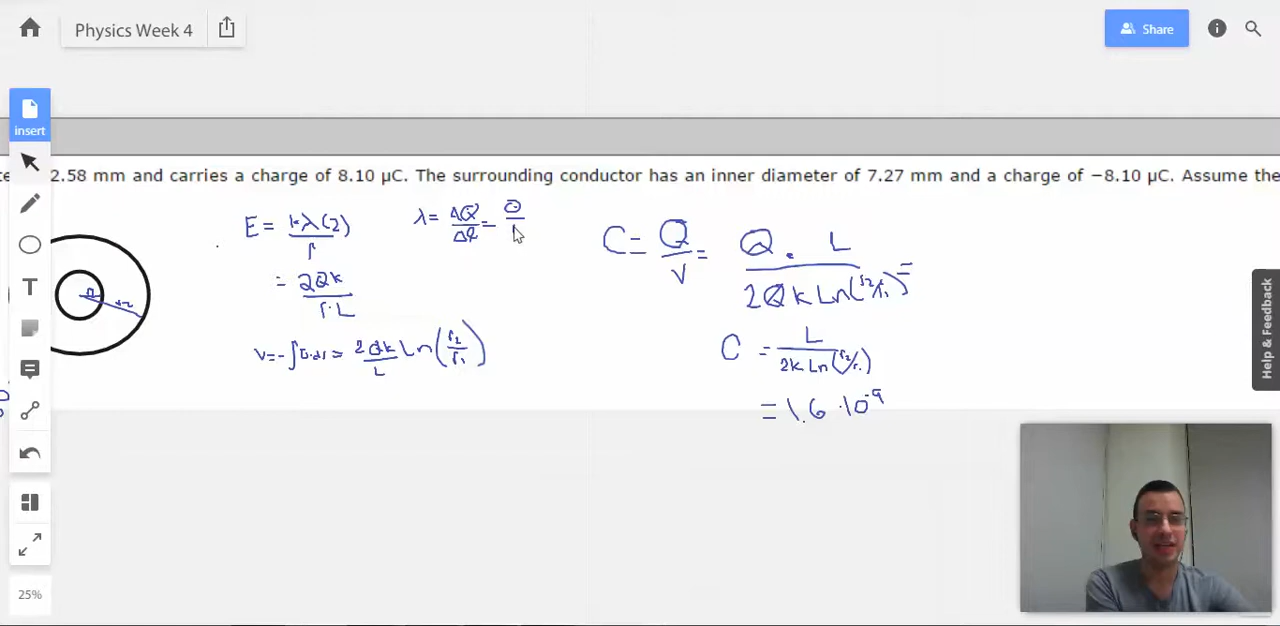 Physics Week 4
Share
insert
2.58 mm and carries a charge of 8.10 μC. The surrounding conductor has an inner diameter of 7.27 mm and a charge of −8.10 μC. Assume the
E = kλ(2)/r
λ = ΔQ/Δl = Q/L
= 2Qk/r·L
V = -∫E·ds = 2Qk/L Ln(r₂/r₁)
C = Q/V = Q · L/2Qk Ln(r₂/r₁) =
C = L/2k Ln(r₂/r₁)
= 1.6 · 10⁻⁹
r₁
r₂
T
Help & Feedback
25%